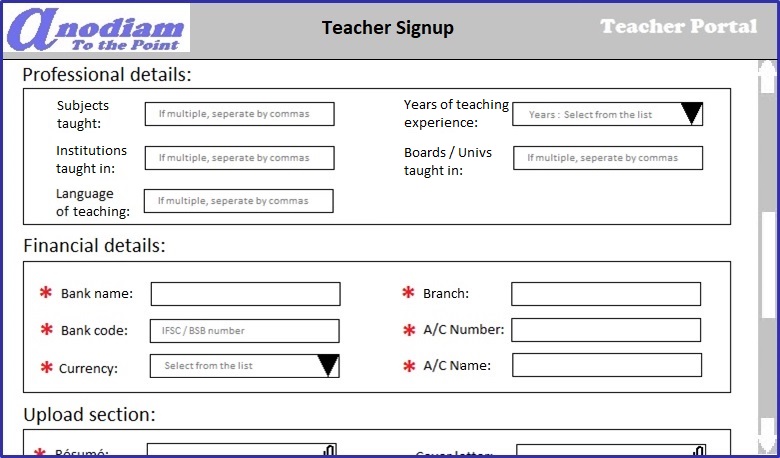 anodiam
To the Point
Teacher Signup
Teacher Portal
Professional details:
Subjects
taught:
If multiple, seperate by commas
Years of teaching
experience:
Years : Select from the list
Institutions
taught in:
If multiple, seperate by commas
Boards / Univs
taught in:
If multiple, seperate by commas
Language
of teaching:
If multiple, seperate by commas
Financial details:
* Bank name:
* Branch:
* Bank code:
IFSC / BSB number
* A/C Number:
* Currency:
Select from the list
* A/C Name:
Upload section:
* Résumé:
Cover letter: